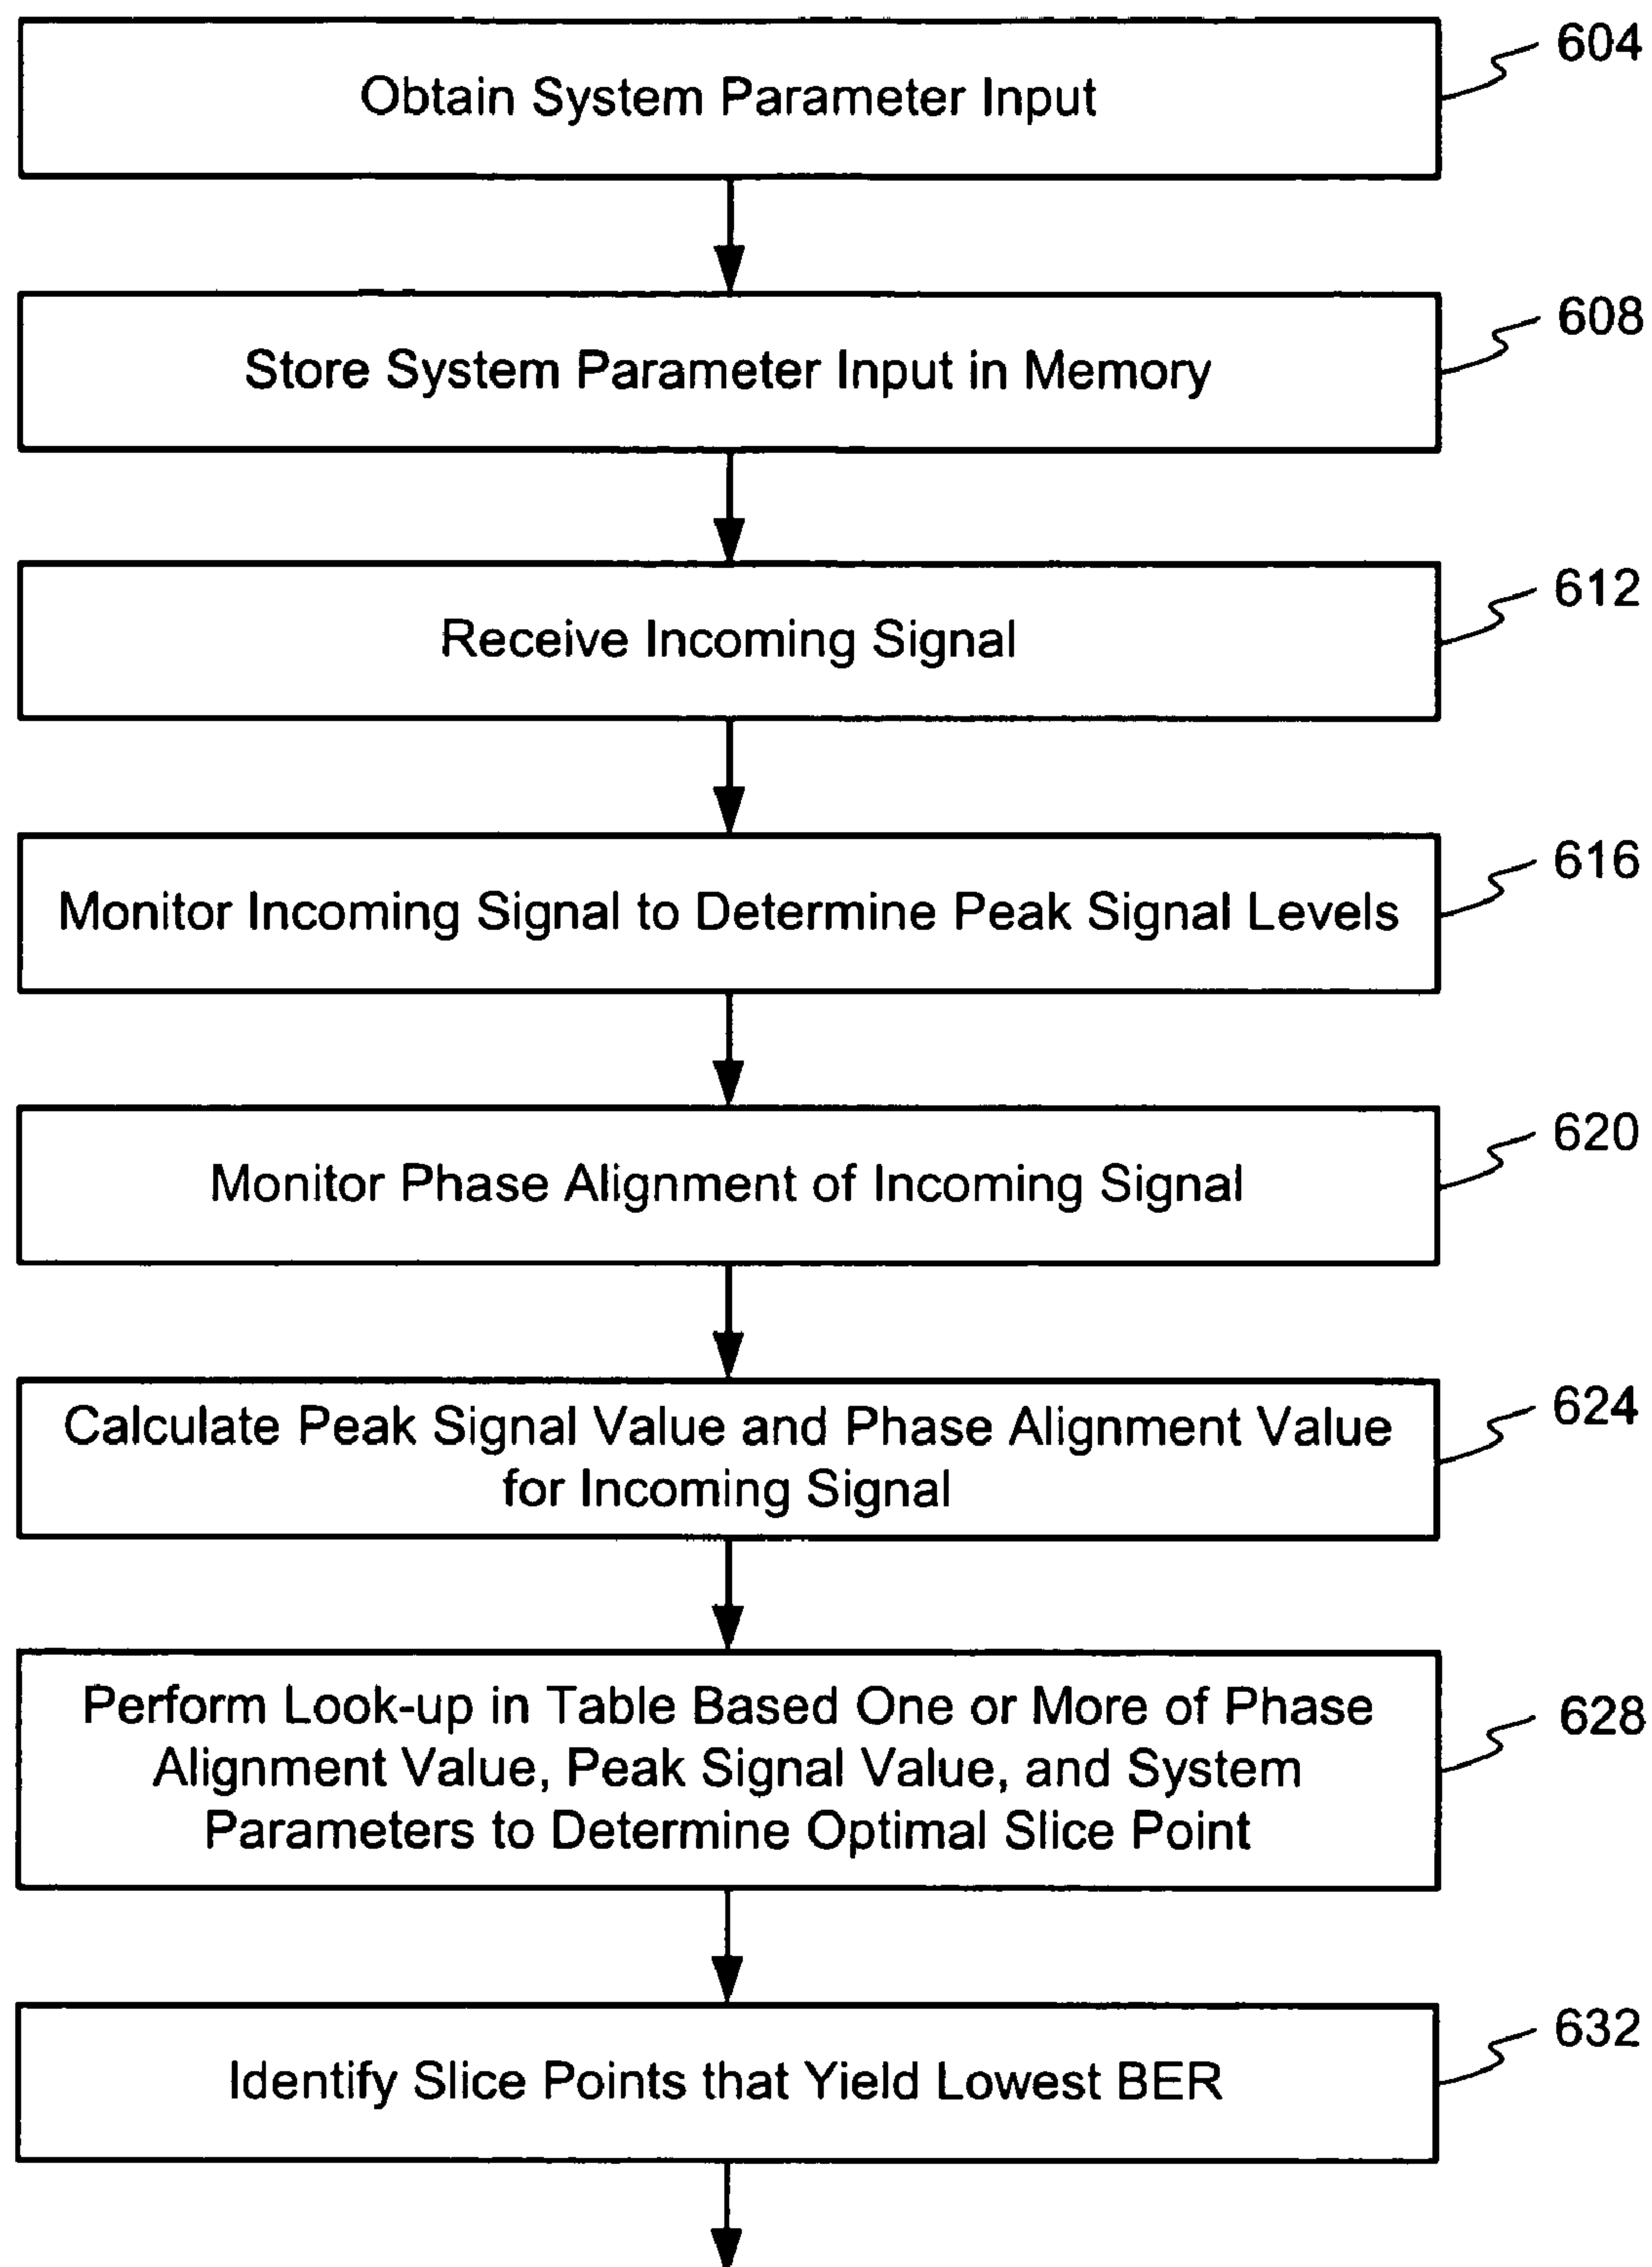 Obtain System Parameter Input
604
Store System Parameter Input in Memory
608
Receive Incoming Signal
612
Monitor Incoming Signal to Determine Peak Signal Levels
616
Monitor Phase Alignment of Incoming Signal
620
Calculate Peak Signal Value and Phase Alignment Value
for Incoming Signal
624
Perform Look-up in Table Based One or More of Phase
Alignment Value, Peak Signal Value, and System
Parameters to Determine Optimal Slice Point
628
Identify Slice Points that Yield Lowest BER
632